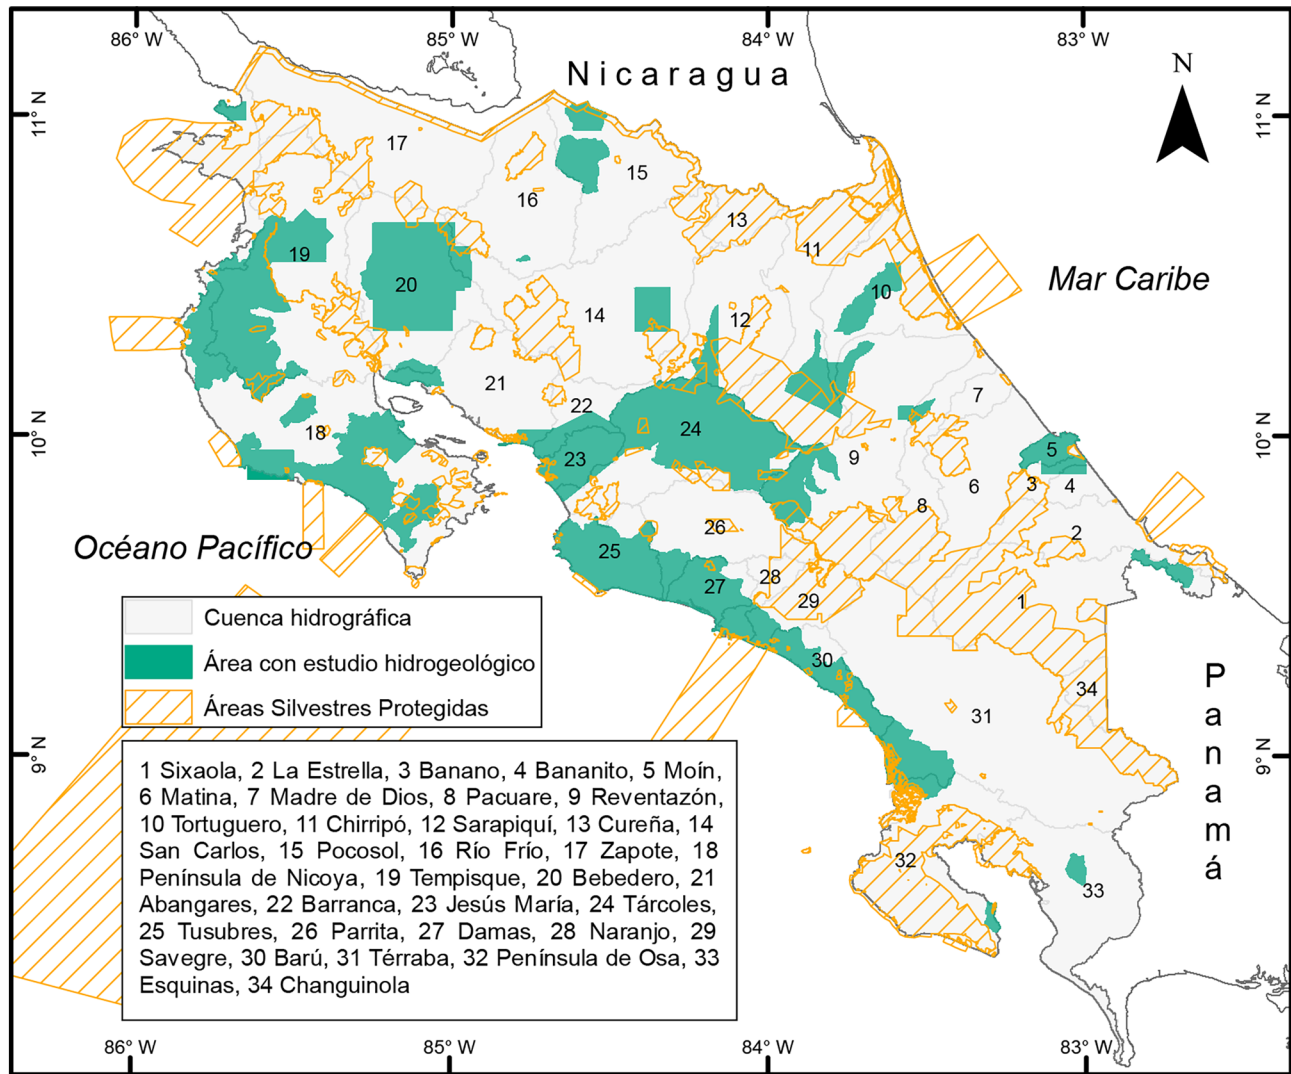 86° W
85° W
84° W
83° W
Nicaragua
N
11° N
11° N
17
15
16
13
11
19
20
10
Mar Caribe
14
12
21
7
22
18
10° N
24
10° N
23
9
5
6
3
4
8
26
2
Océano Pacífico
25
28
27
29
1
Cuenca hidrográfica
Área con estudio hidrogeológico
Áreas Silvestres Protegidas
30
34
31
Panamá
9° N
9° N
1 Sixaola, 2 La Estrella, 3 Banano, 4 Bananito, 5 Moín,
6 Matina, 7 Madre de Dios, 8 Pacuare, 9 Reventazón,
10 Tortuguero, 11 Chirripó, 12 Sarapiquí, 13 Cureña, 14
San Carlos, 15 Pocosol, 16 Río Frío, 17 Zapote, 18
Península de Nicoya, 19 Tempisque, 20 Bebedero, 21
Abangares, 22 Barranca, 23 Jesús María, 24 Tárcoles,
25 Tusubres, 26 Parrita, 27 Damas, 28 Naranjo, 29
Savegre, 30 Barú, 31 Térraba, 32 Península de Osa, 33
Esquinas, 34 Changuinola
32
33
86° W
85° W
84° W
83° W